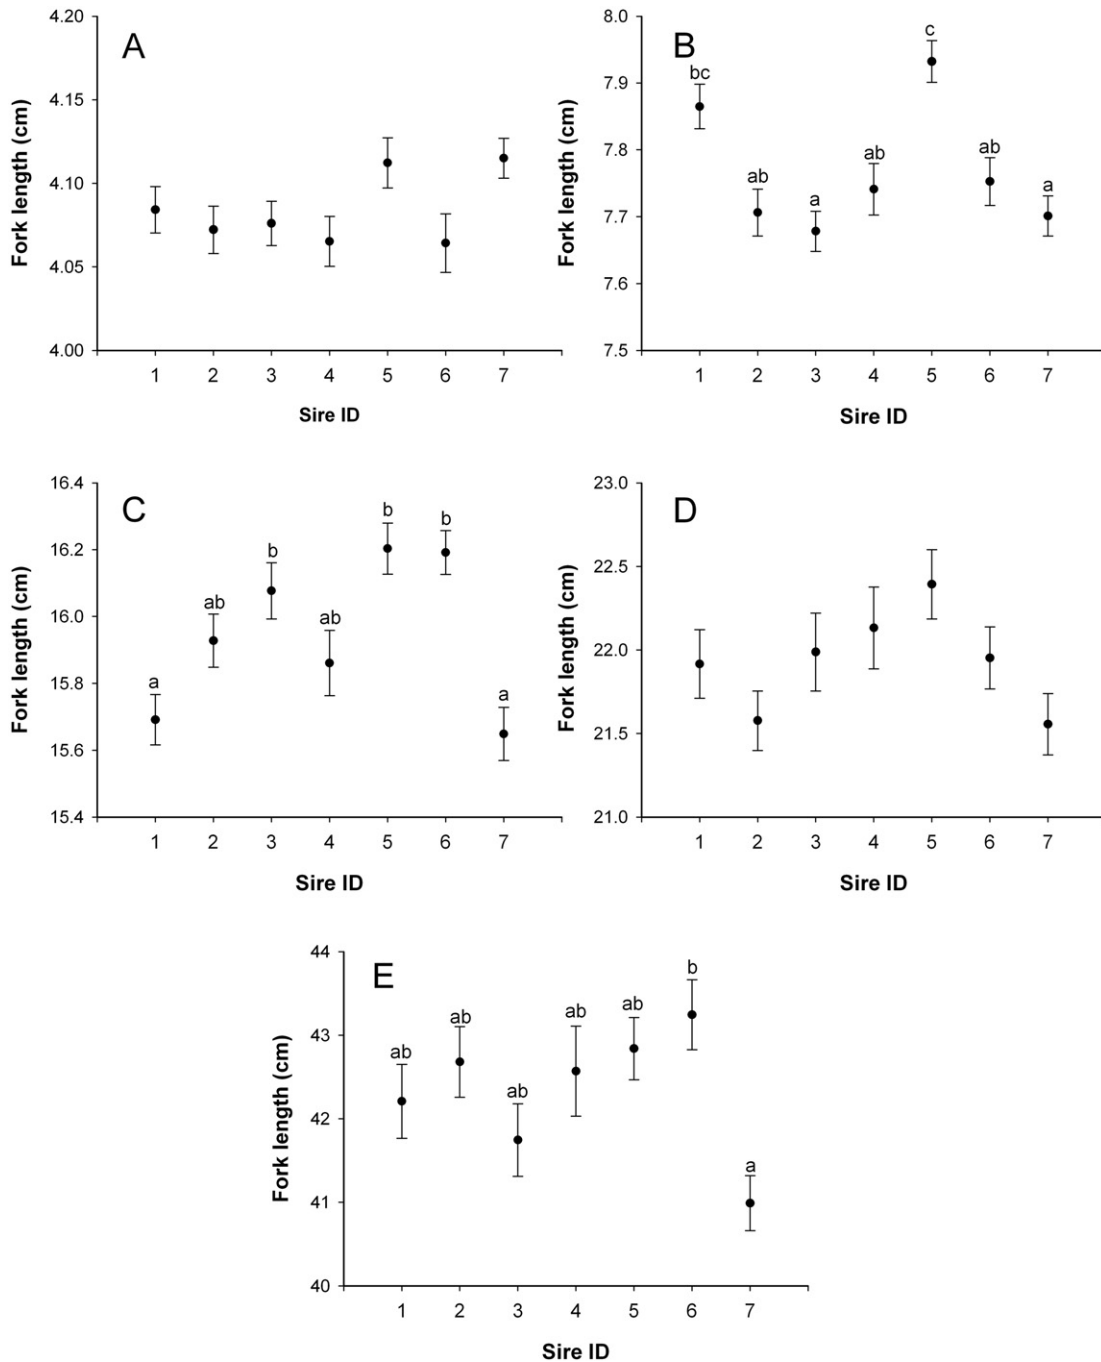 A
Fork length (cm)
4.20
4.15
4.10
4.05
4.00
1 2 3 4 5 6 7
Sire ID
B
Fork length (cm)
8.0
7.9
7.8
7.7
7.6
7.5
bc ab a ab c ab a
1 2 3 4 5 6 7
Sire ID
C
Fork length (cm)
16.4
16.2
16.0
15.8
15.6
15.4
a ab b ab b b a
1 2 3 4 5 6 7
Sire ID
D
Fork length (cm)
23.0
22.5
22.0
21.5
21.0
1 2 3 4 5 6 7
Sire ID
E
Fork length (cm)
44
43
42
41
40
ab ab ab ab ab b a
1 2 3 4 5 6 7
Sire ID